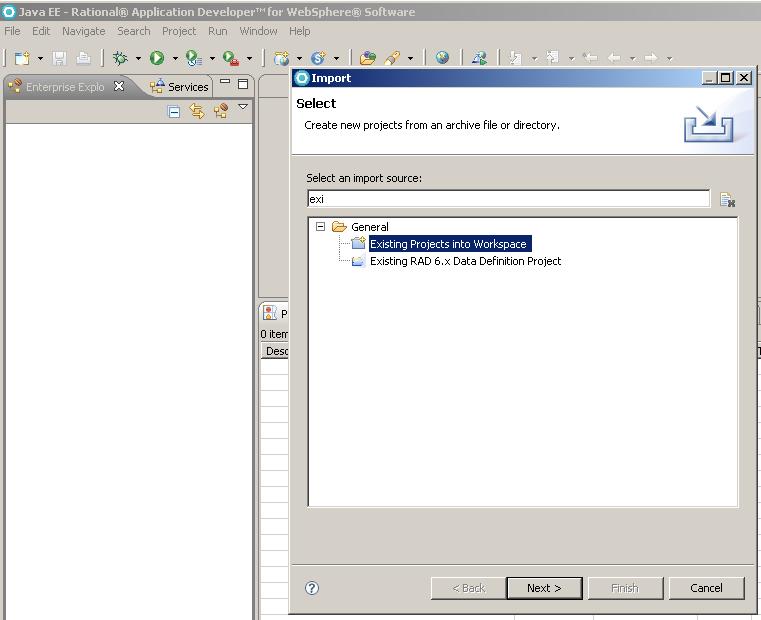 Java EE - Rational® Application Developer™ for WebSphere® Software
File Edit Navigate Search Project Run Window Help
Enterprise Explo
Services
Import
Select
Create new projects from an archive file or directory.
Select an import source:
exi
General
Existing Projects into Workspace
Existing RAD 6.x Data Definition Project
P
0 item
Desc
< Back Next > Finish Cancel